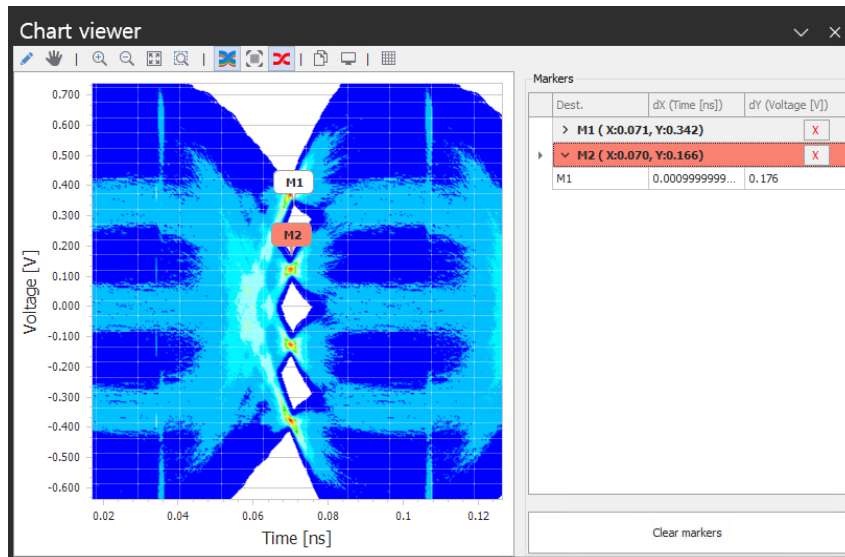 Chart viewer
Markers
Dest. dX (Time [ns]) dY (Voltage [V])
M1 ( X:0.071, Y:0.342) X
M2 ( X:0.070, Y:0.166) X
M1 0.0009999999... 0.176
Clear markers
Voltage [V]
0.700
0.600
0.500
0.400
0.300
0.200
0.100
0.000
-0.100
-0.200
-0.300
-0.400
-0.500
-0.600
M1
M2
0.02 0.04 0.06 0.08 0.1 0.12
Time [ns]